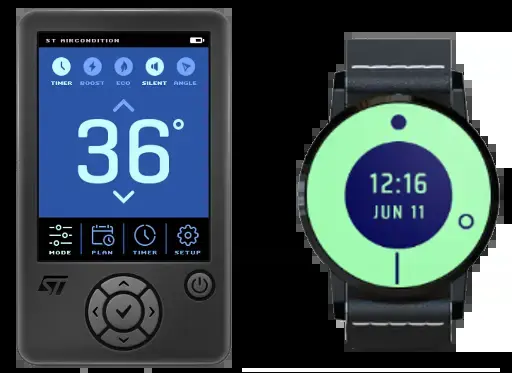 ST AIRCONDITION
TIMER BOOST ECO SILENT ANGLE
36°
MODE PLAN TIMER SETUP
ST
12:16
JUN 11